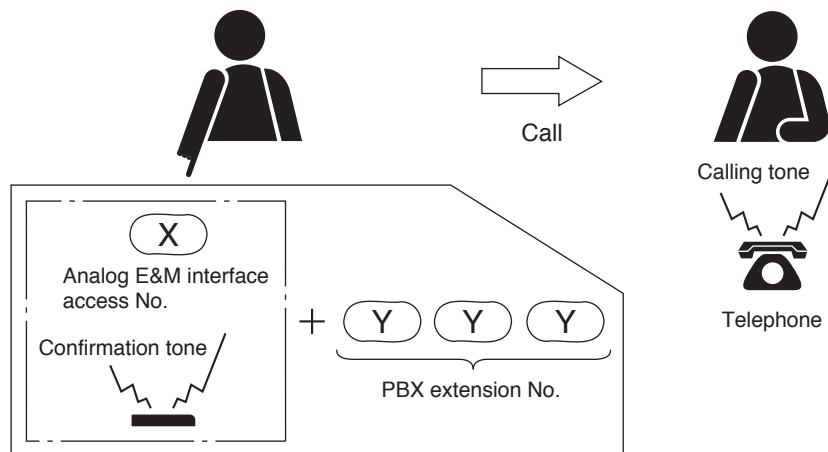 Call
Calling tone
Telephone
X
Analog E&M interface
access No.
Confirmation tone
+
Y Y Y
PBX extension No.